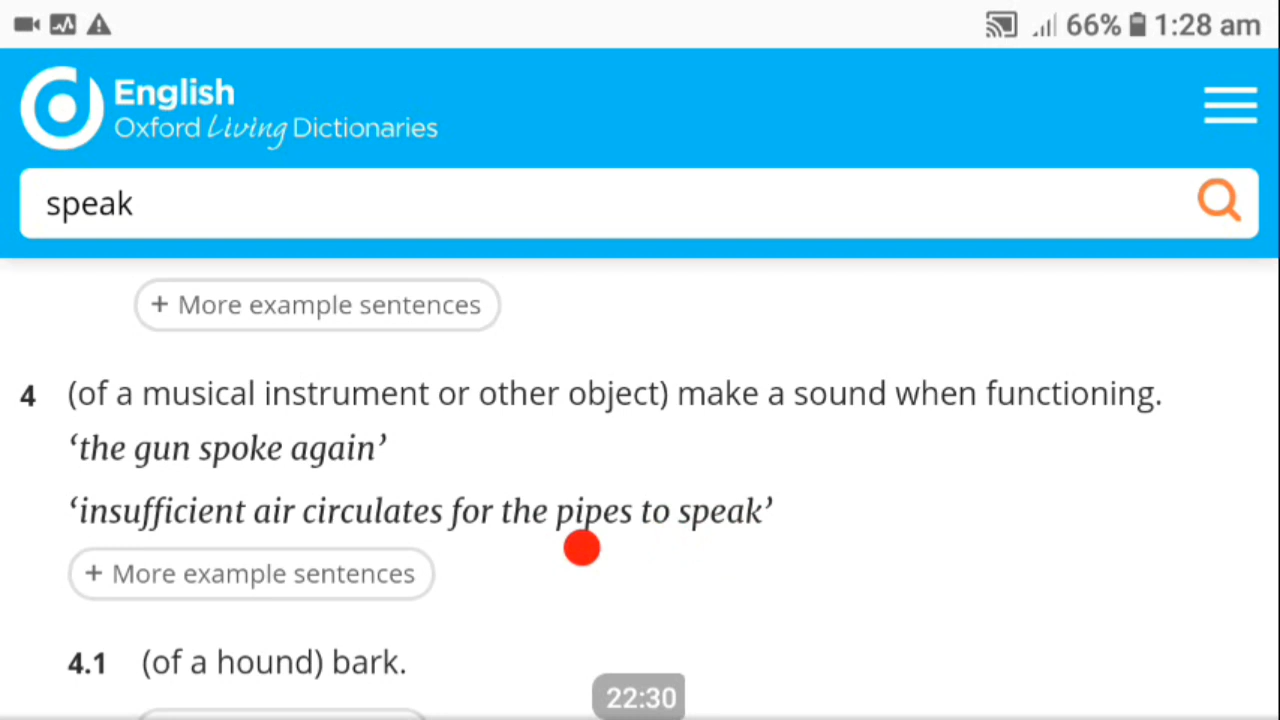 66% 1:28 am
English
Oxford Living Dictionaries
speak
+ More example sentences
4 (of a musical instrument or other object) make a sound when functioning.
‘the gun spoke again’
‘insufficient air circulates for the pipes to speak’
+ More example sentences
4.1 (of a hound) bark.
22:30